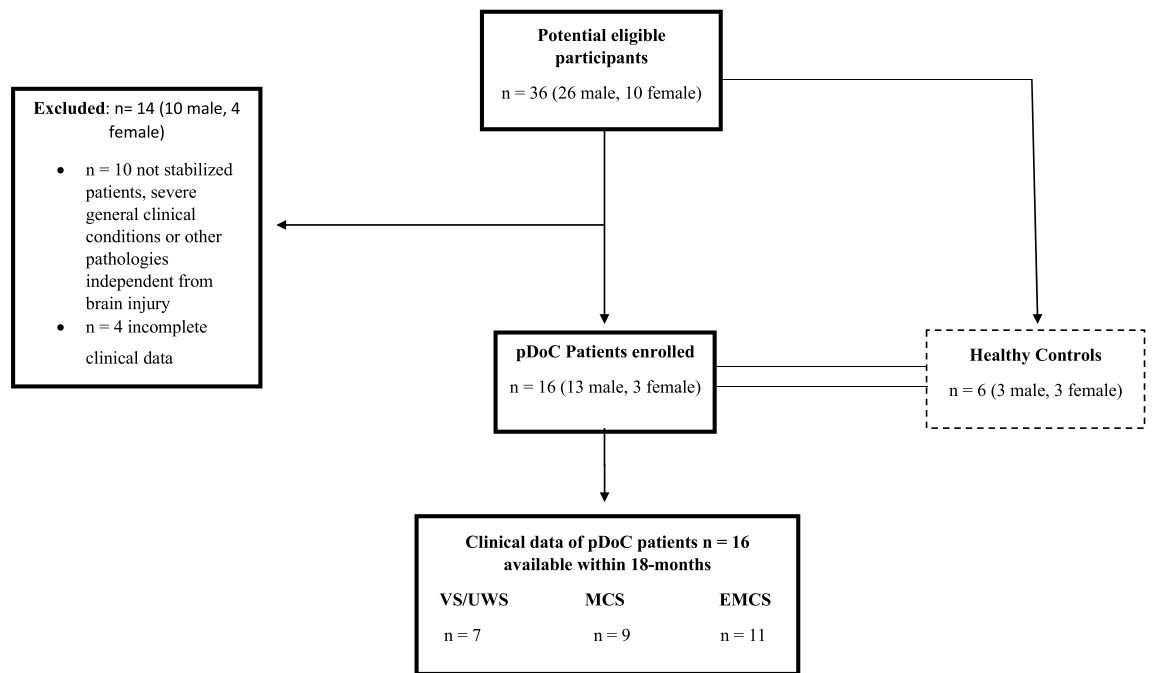 Potential eligible
participants
n = 36 (26 male, 10 female)
Excluded: n= 14 (10 male, 4
female)
• n = 10 not stabilized
patients, severe
general clinical
conditions or other
pathologies
independent from
brain injury
• n = 4 incomplete
clinical data
pDoC Patients enrolled
n = 16 (13 male, 3 female)
Healthy Controls
n = 6 (3 male, 3 female)
Clinical data of pDoC patients n = 16
available within 18-months
VS/UWS MCS EMCS
n = 7 n = 9 n = 11